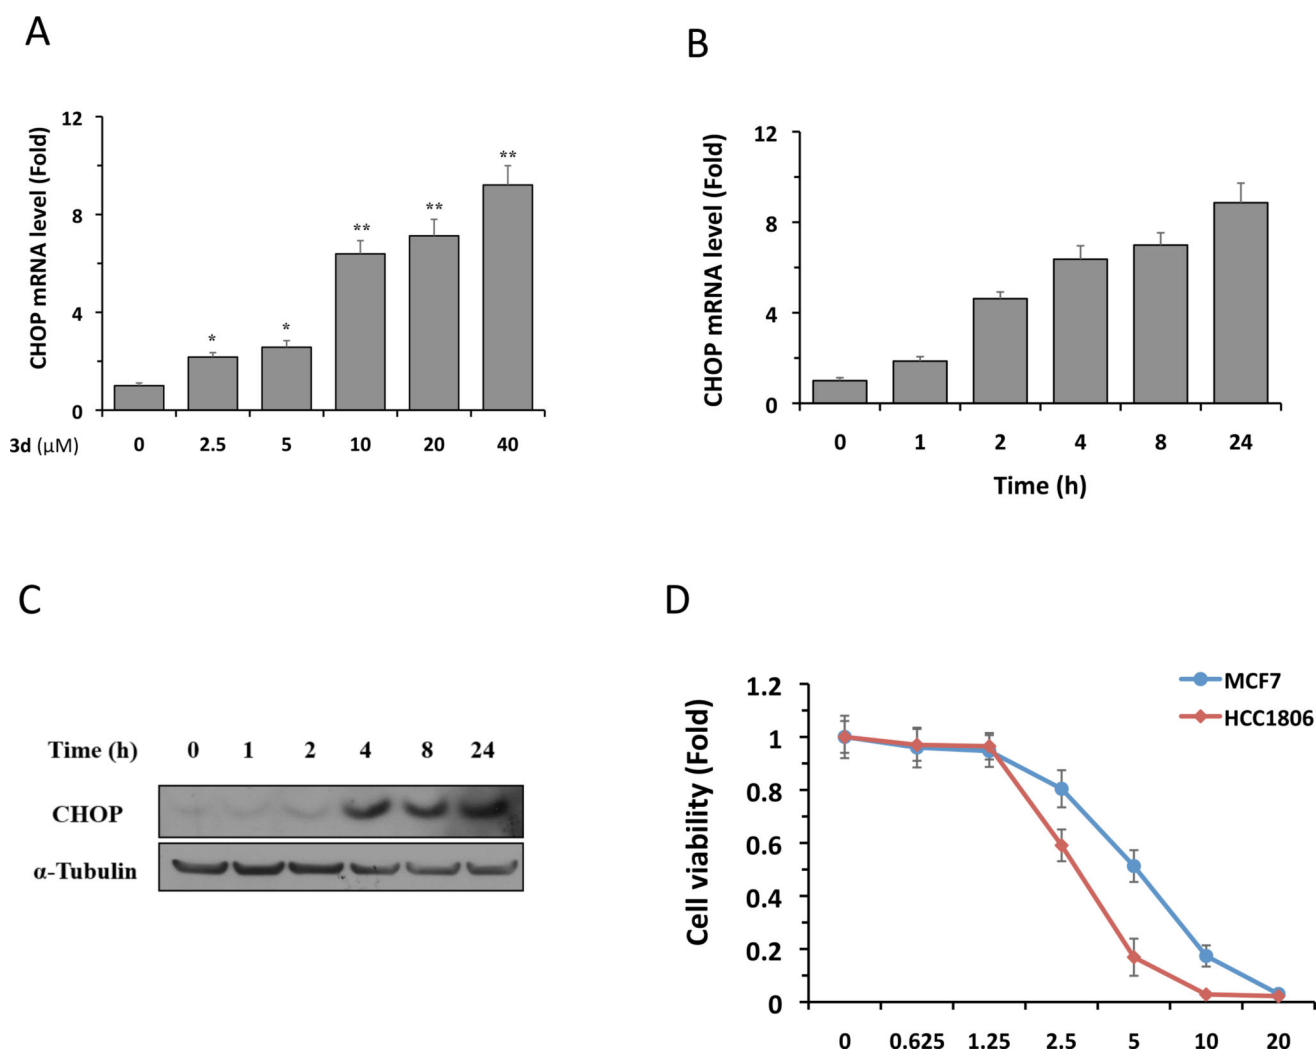 A
CHOP mRNA level (Fold)
12
8
4
0
*
*
**
**
**
3d (µM) 0 2.5 5 10 20 40
B
CHOP mRNA level (Fold)
12
8
4
0
0 1 2 4 8 24
Time (h)
C
Time (h) 0 1 2 4 8 24
CHOP
α-Tubulin
D
MCF7
HCC1806
Cell viability (Fold)
1.2
1
0.8
0.6
0.4
0.2
0
0 0.625 1.25 2.5 5 10 20